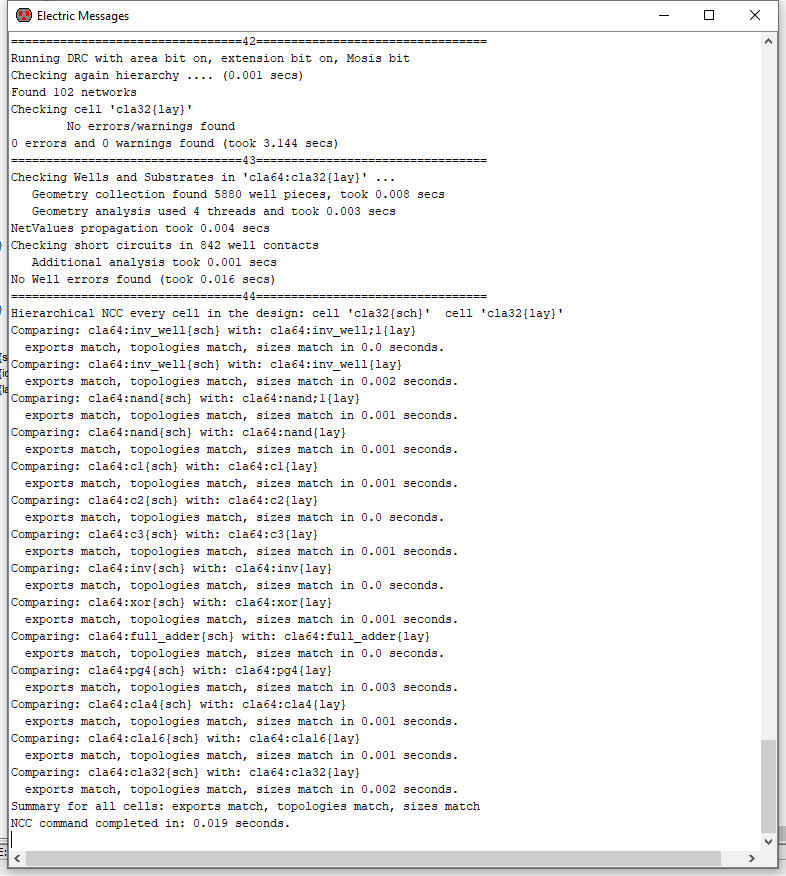 Electric Messages
=================================42=================================
Running DRC with area bit on, extension bit on, Mosis bit
Checking again hierarchy .... (0.001 secs)
Found 102 networks
Checking cell 'cla32{lay}'
No errors/warnings found
0 errors and 0 warnings found (took 3.144 secs)
=================================43=================================
Checking Wells and Substrates in 'cla64:cla32{lay}' ...
Geometry collection found 5880 well pieces, took 0.008 secs
Geometry analysis used 4 threads and took 0.003 secs
NetValues propagation took 0.004 secs
Checking short circuits in 842 well contacts
Additional analysis took 0.001 secs
No Well errors found (took 0.016 secs)
=================================44=================================
Hierarchical NCC every cell in the design: cell 'cla32{sch}'  cell 'cla32{lay}'
Comparing: cla64:inv_well{sch} with: cla64:inv_well;1{lay}
exports match, topologies match, sizes match in 0.0 seconds.
Comparing: cla64:inv_well{sch} with: cla64:inv_well{lay}
exports match, topologies match, sizes match in 0.002 seconds.
Comparing: cla64:nand{sch} with: cla64:nand;1{lay}
exports match, topologies match, sizes match in 0.001 seconds.
Comparing: cla64:nand{sch} with: cla64:nand{lay}
exports match, topologies match, sizes match in 0.001 seconds.
Comparing: cla64:c1{sch} with: cla64:c1{lay}
exports match, topologies match, sizes match in 0.001 seconds.
Comparing: cla64:c2{sch} with: cla64:c2{lay}
exports match, topologies match, sizes match in 0.0 seconds.
Comparing: cla64:c3{sch} with: cla64:c3{lay}
exports match, topologies match, sizes match in 0.001 seconds.
Comparing: cla64:inv{sch} with: cla64:inv{lay}
exports match, topologies match, sizes match in 0.0 seconds.
Comparing: cla64:xor{sch} with: cla64:xor{lay}
exports match, topologies match, sizes match in 0.001 seconds.
Comparing: cla64:full_adder{sch} with: cla64:full_adder{lay}
exports match, topologies match, sizes match in 0.0 seconds.
Comparing: cla64:pg4{sch} with: cla64:pg4{lay}
exports match, topologies match, sizes match in 0.003 seconds.
Comparing: cla64:cla4{sch} with: cla64:cla4{lay}
exports match, topologies match, sizes match in 0.001 seconds.
Comparing: cla64:cla16{sch} with: cla64:cla16{lay}
exports match, topologies match, sizes match in 0.001 seconds.
Comparing: cla64:cla32{sch} with: cla64:cla32{lay}
exports match, topologies match, sizes match in 0.002 seconds.
Summary for all cells: exports match, topologies match, sizes match
NCC command completed in: 0.019 seconds.